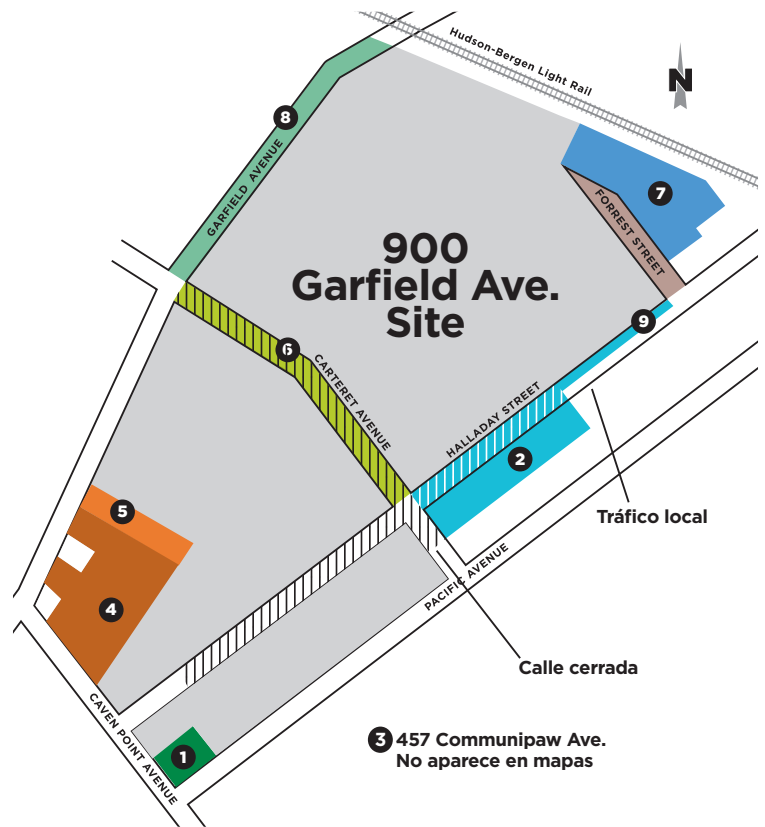 Hudson-Bergen Light Rail
N
8
GARFIELD AVENUE
7
FORREST STREET
900
Garfield Ave.
Site
9
6
CARTERET AVENUE
HALLADAY STREET
2
5
Tráfico local
4
PACIFIC AVENUE
Calle cerrada
CAVEN POINT AVENUE
1
3 457 Communipaw Ave.
No aparece en mapas